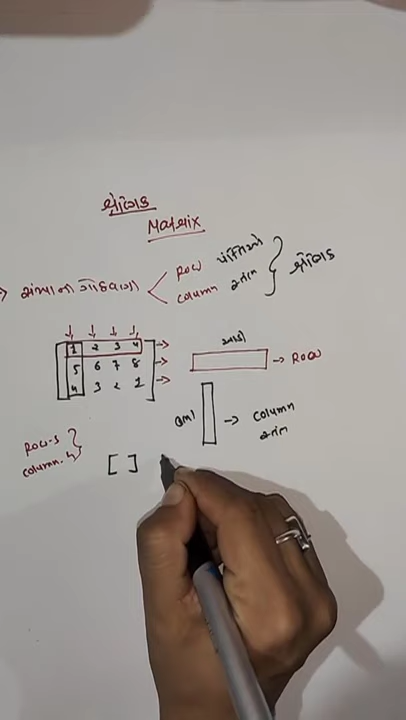 શ્રેણિક
Matrix
સંખ્યાની ગોઠવણી
Row પંક્તિઓ
column સ્તંભ
શ્રેણિક
1 2 3 4
5 6 7 8
4 3 2 1
આડી
→ Row
ઊભી
→ column
સ્તંભ
Row-3
column-4
[ ]